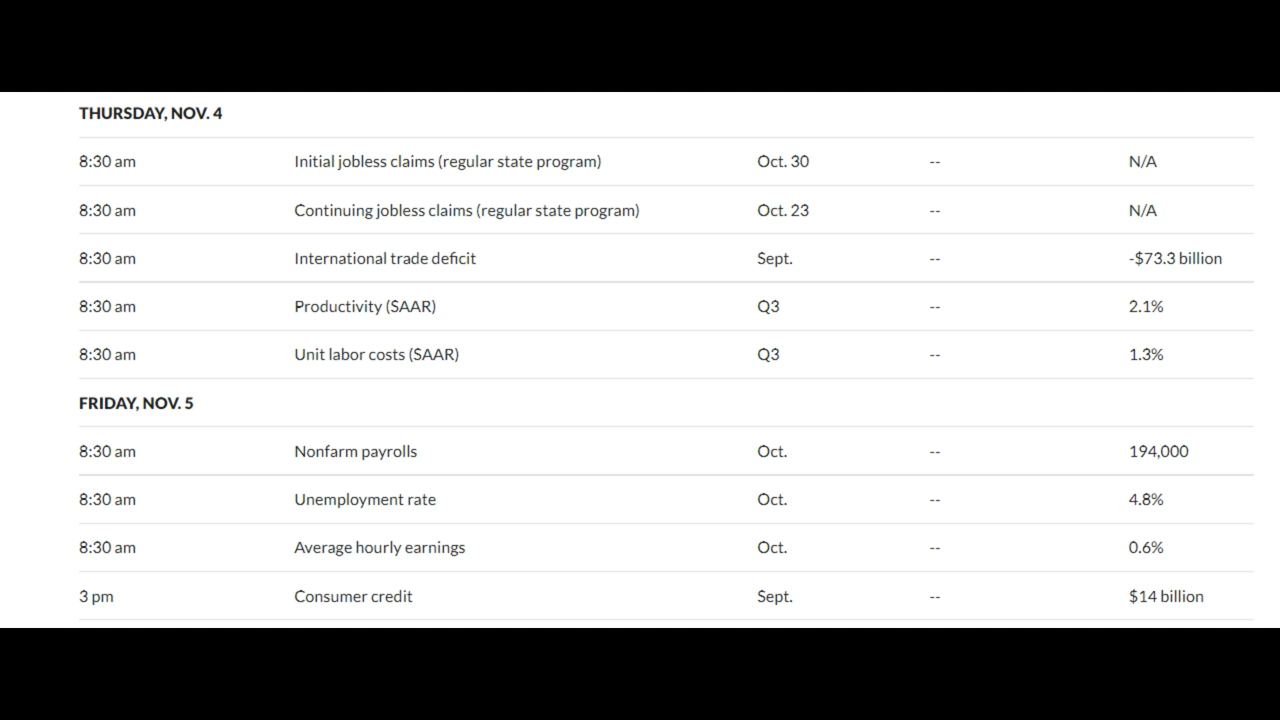 THURSDAY, NOV. 4
8:30 am Initial jobless claims (regular state program) Oct. 30 -- N/A
8:30 am Continuing jobless claims (regular state program) Oct. 23 -- N/A
8:30 am International trade deficit Sept. -- -$73.3 billion
8:30 am Productivity (SAAR) Q3 -- 2.1%
8:30 am Unit labor costs (SAAR) Q3 -- 1.3%
FRIDAY, NOV. 5
8:30 am Nonfarm payrolls Oct. -- 194,000
8:30 am Unemployment rate Oct. -- 4.8%
8:30 am Average hourly earnings Oct. -- 0.6%
3 pm Consumer credit Sept. -- $14 billion